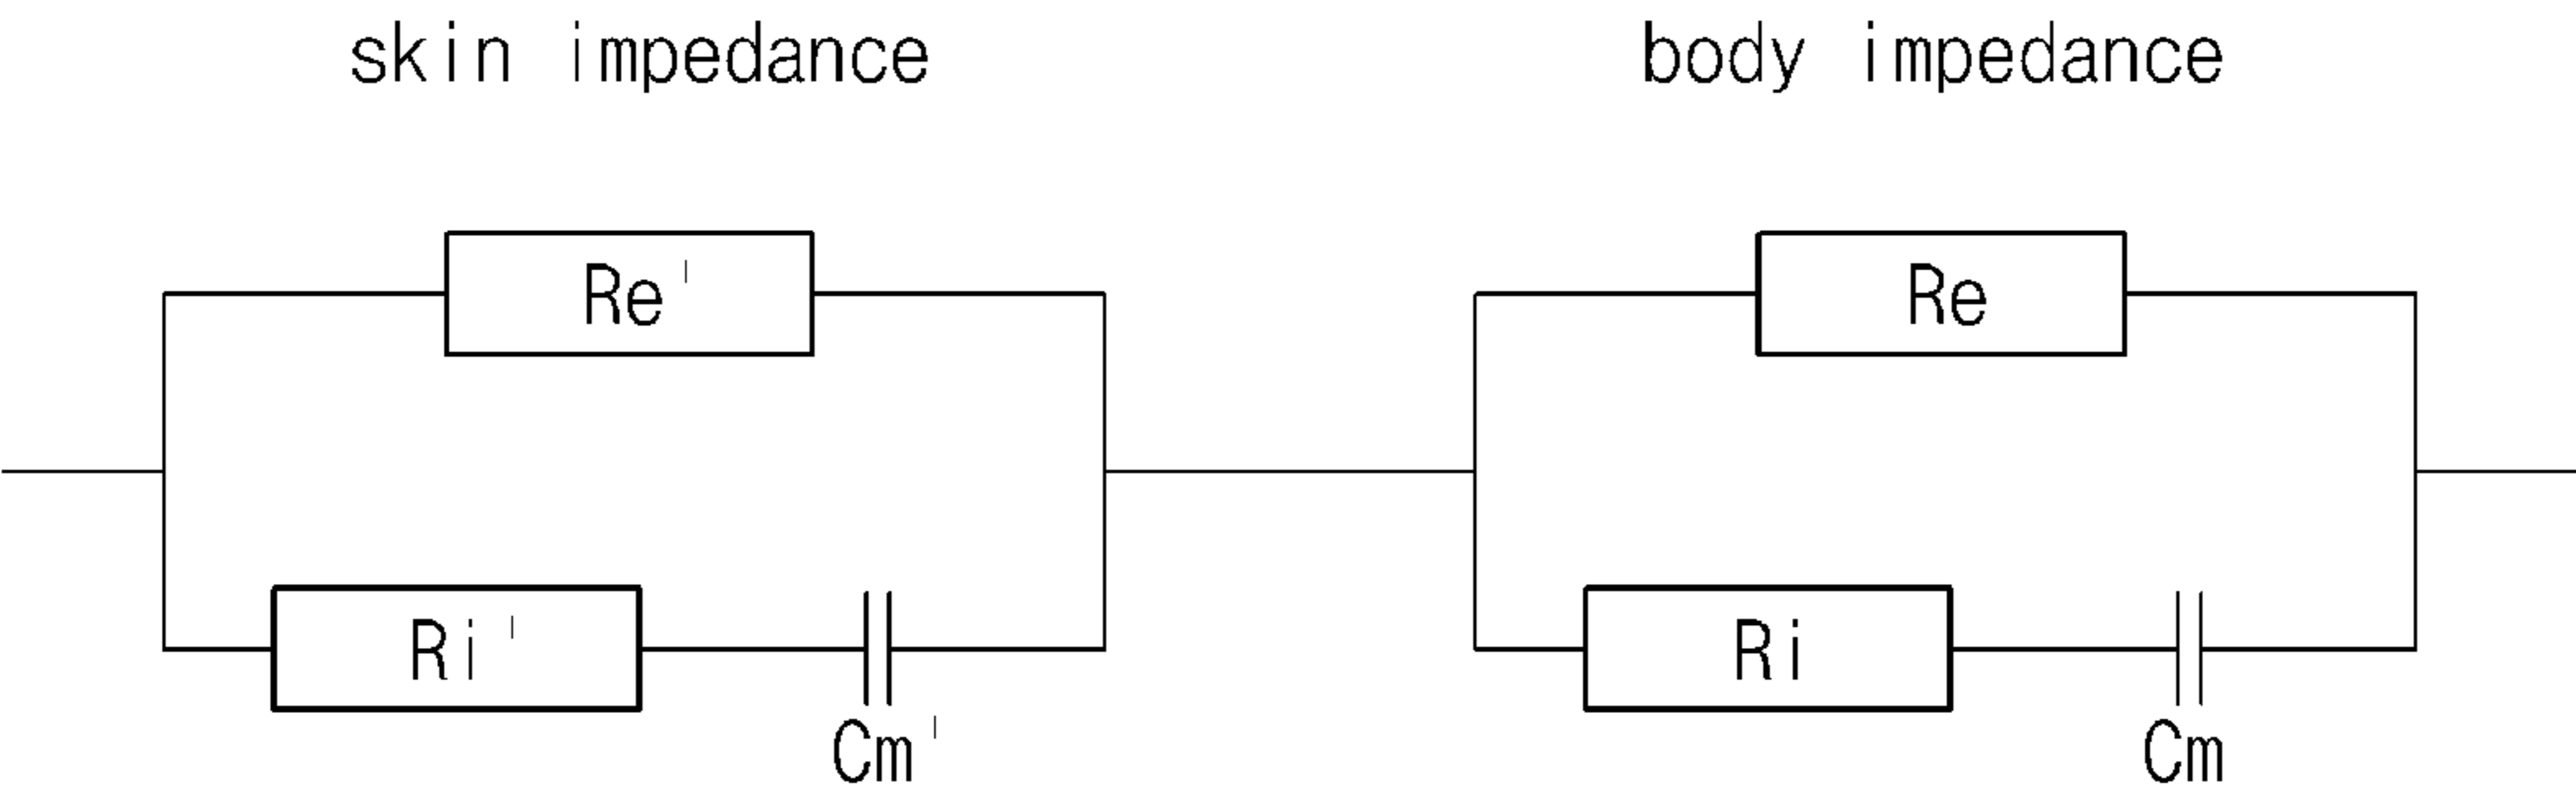 skin impedance
body impedance
Re'
Re
Ri'
Ri
Cm'
Cm